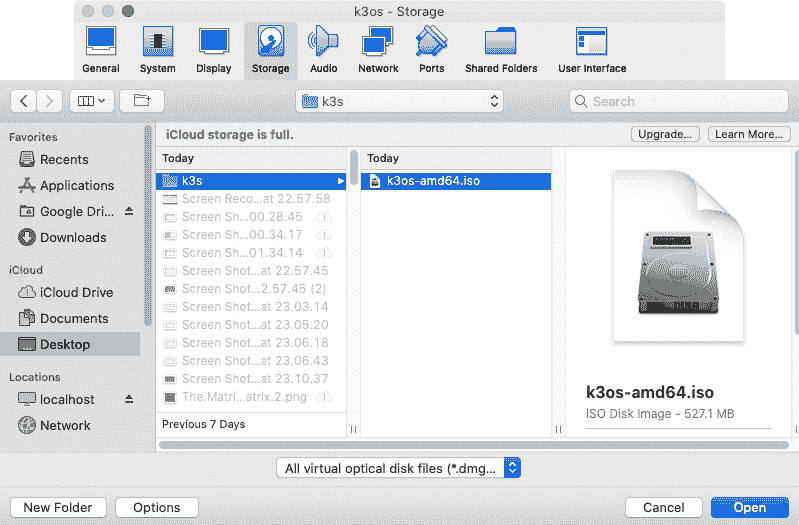 k3os - Storage
General System Display Storage Audio Network Ports Shared Folders User Interface
k3s
Search
Favorites
Recents
Applications
Google Dri...
Downloads
iCloud
iCloud Drive
Documents
Desktop
Locations
localhost
Network
iCloud storage is full.
Upgrade...
Learn More...
Today
k3s
Screen Reco...at 22.57.58
Screen Sh...00.28.45
Screen Sh...00.34.17
Screen Sh...01.34.14
Screen Shot...at 22.57.45
Screen Shot...2.57.45 (2)
Screen Shot...at 23.03.14
Screen Shot...at 23.05.20
Screen Shot...at 23.06.18
Screen Shot...at 23.06.43
Screen Shot...at 23.10.37
The.Matri...atrix.2.png
Previous 7 Days
Today
k3os-amd64.iso
k3os-amd64.iso
ISO Disk Image - 527.1 MB
All virtual optical disk files (*.dmg...
New Folder
Options
Cancel
Open